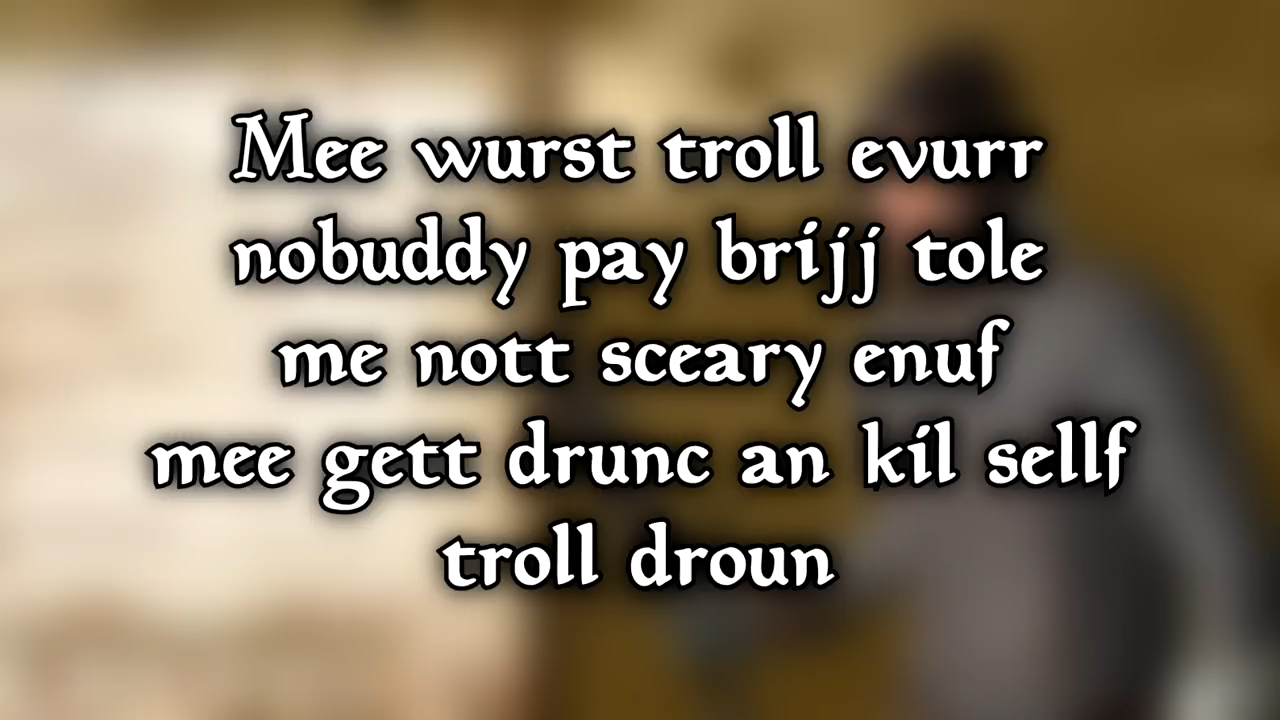 Mee wurst troll evurr
nobuddy pay brijj tole
me nott sceary enuf
mee gett drunc an kil sellf
troll droun